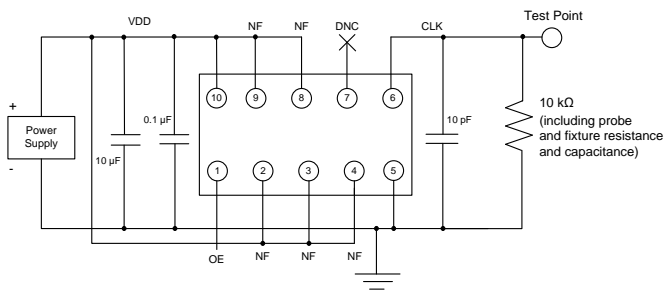 Test Point
VDD
NF
NF
DNC
CLK
10
9
8
7
6
+
Power
Supply
-
10 µF
0.1 µF
10 pF
10 kΩ
(including probe
and fixture resistance
and capacitance)
1
2
3
4
5
OE
NF
NF
NF